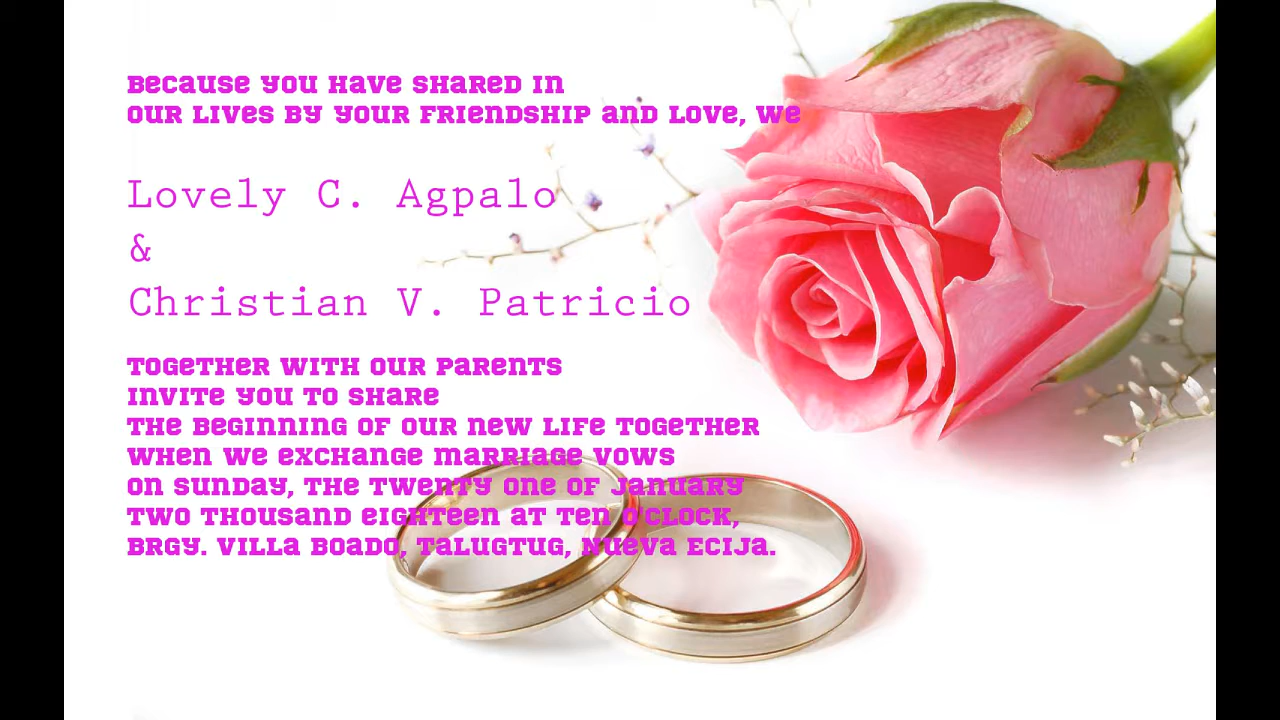 Because you have shared in
our lives by your friendship and love, we
Lovely C. Agpalo
&
Christian V. Patricio
Together with our parents
invite you to share
the beginning of our new life together
when we exchange marriage vows
on Sunday, the twenty one of January
two thousand eighteen at ten o'clock,
Brgy. Villa Boado, Talugtug, Nueva Ecija.